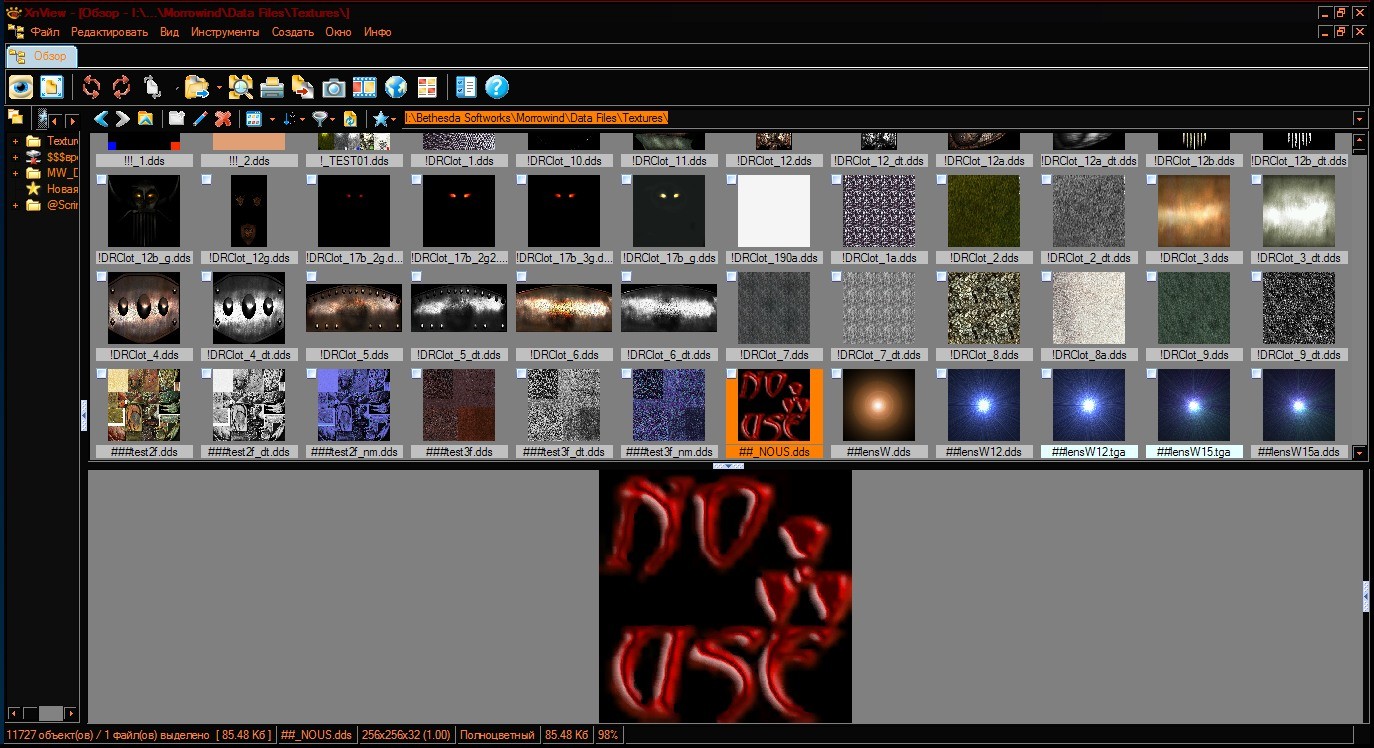 XnView - [Обзор - I:\...\Morrowind\Data Files\Textures\]
Файл Редактировать Вид Инструменты Создать Окно Инфо
Обзор
I:\Bethesda Softworks\Morrowind\Data Files\Textures\
Textur
$$$вре
MW_D
Новая
@Scrir
!!!_1.dds !!!_2.dds !_TEST01.dds !DRClot_1.dds !DRClot_10.dds !DRClot_11.dds !DRClot_12.dds !DRClot_12_dt.dds !DRClot_12a.dds !DRClot_12a_dt.dds !DRClot_12b.dds !DRClot_12b_dt.dds
!DRClot_12b_g.dds !DRClot_12g.dds !DRClot_17b_2g.d... !DRClot_17b_2g2.... !DRClot_17b_3g.d... !DRClot_17b_g.dds !DRClot_190a.dds !DRClot_1a.dds !DRClot_2.dds !DRClot_2_dt.dds !DRClot_3.dds !DRClot_3_dt.dds
!DRClot_4.dds !DRClot_4_dt.dds !DRClot_5.dds !DRClot_5_dt.dds !DRClot_6.dds !DRClot_6_dt.dds !DRClot_7.dds !DRClot_7_dt.dds !DRClot_8.dds !DRClot_8a.dds !DRClot_9.dds !DRClot_9_dt.dds
NO.
USE
###test2f.dds ###test2f_dt.dds ###test2f_nm.dds ###test3f.dds ###test3f_dt.dds ###test3f_nm.dds ##_NOUS.dds ##lensW.dds ##lensW12.dds ##lensW12.tga ##lensW15.tga ##lensW15a.dds
NO
USE
11727 объект(ов) / 1 файл(ов) выделено [ 85.48 Кб ] ##_NOUS.dds 256x256x32 (1.00) Полноцветный 85.48 Кб 98%